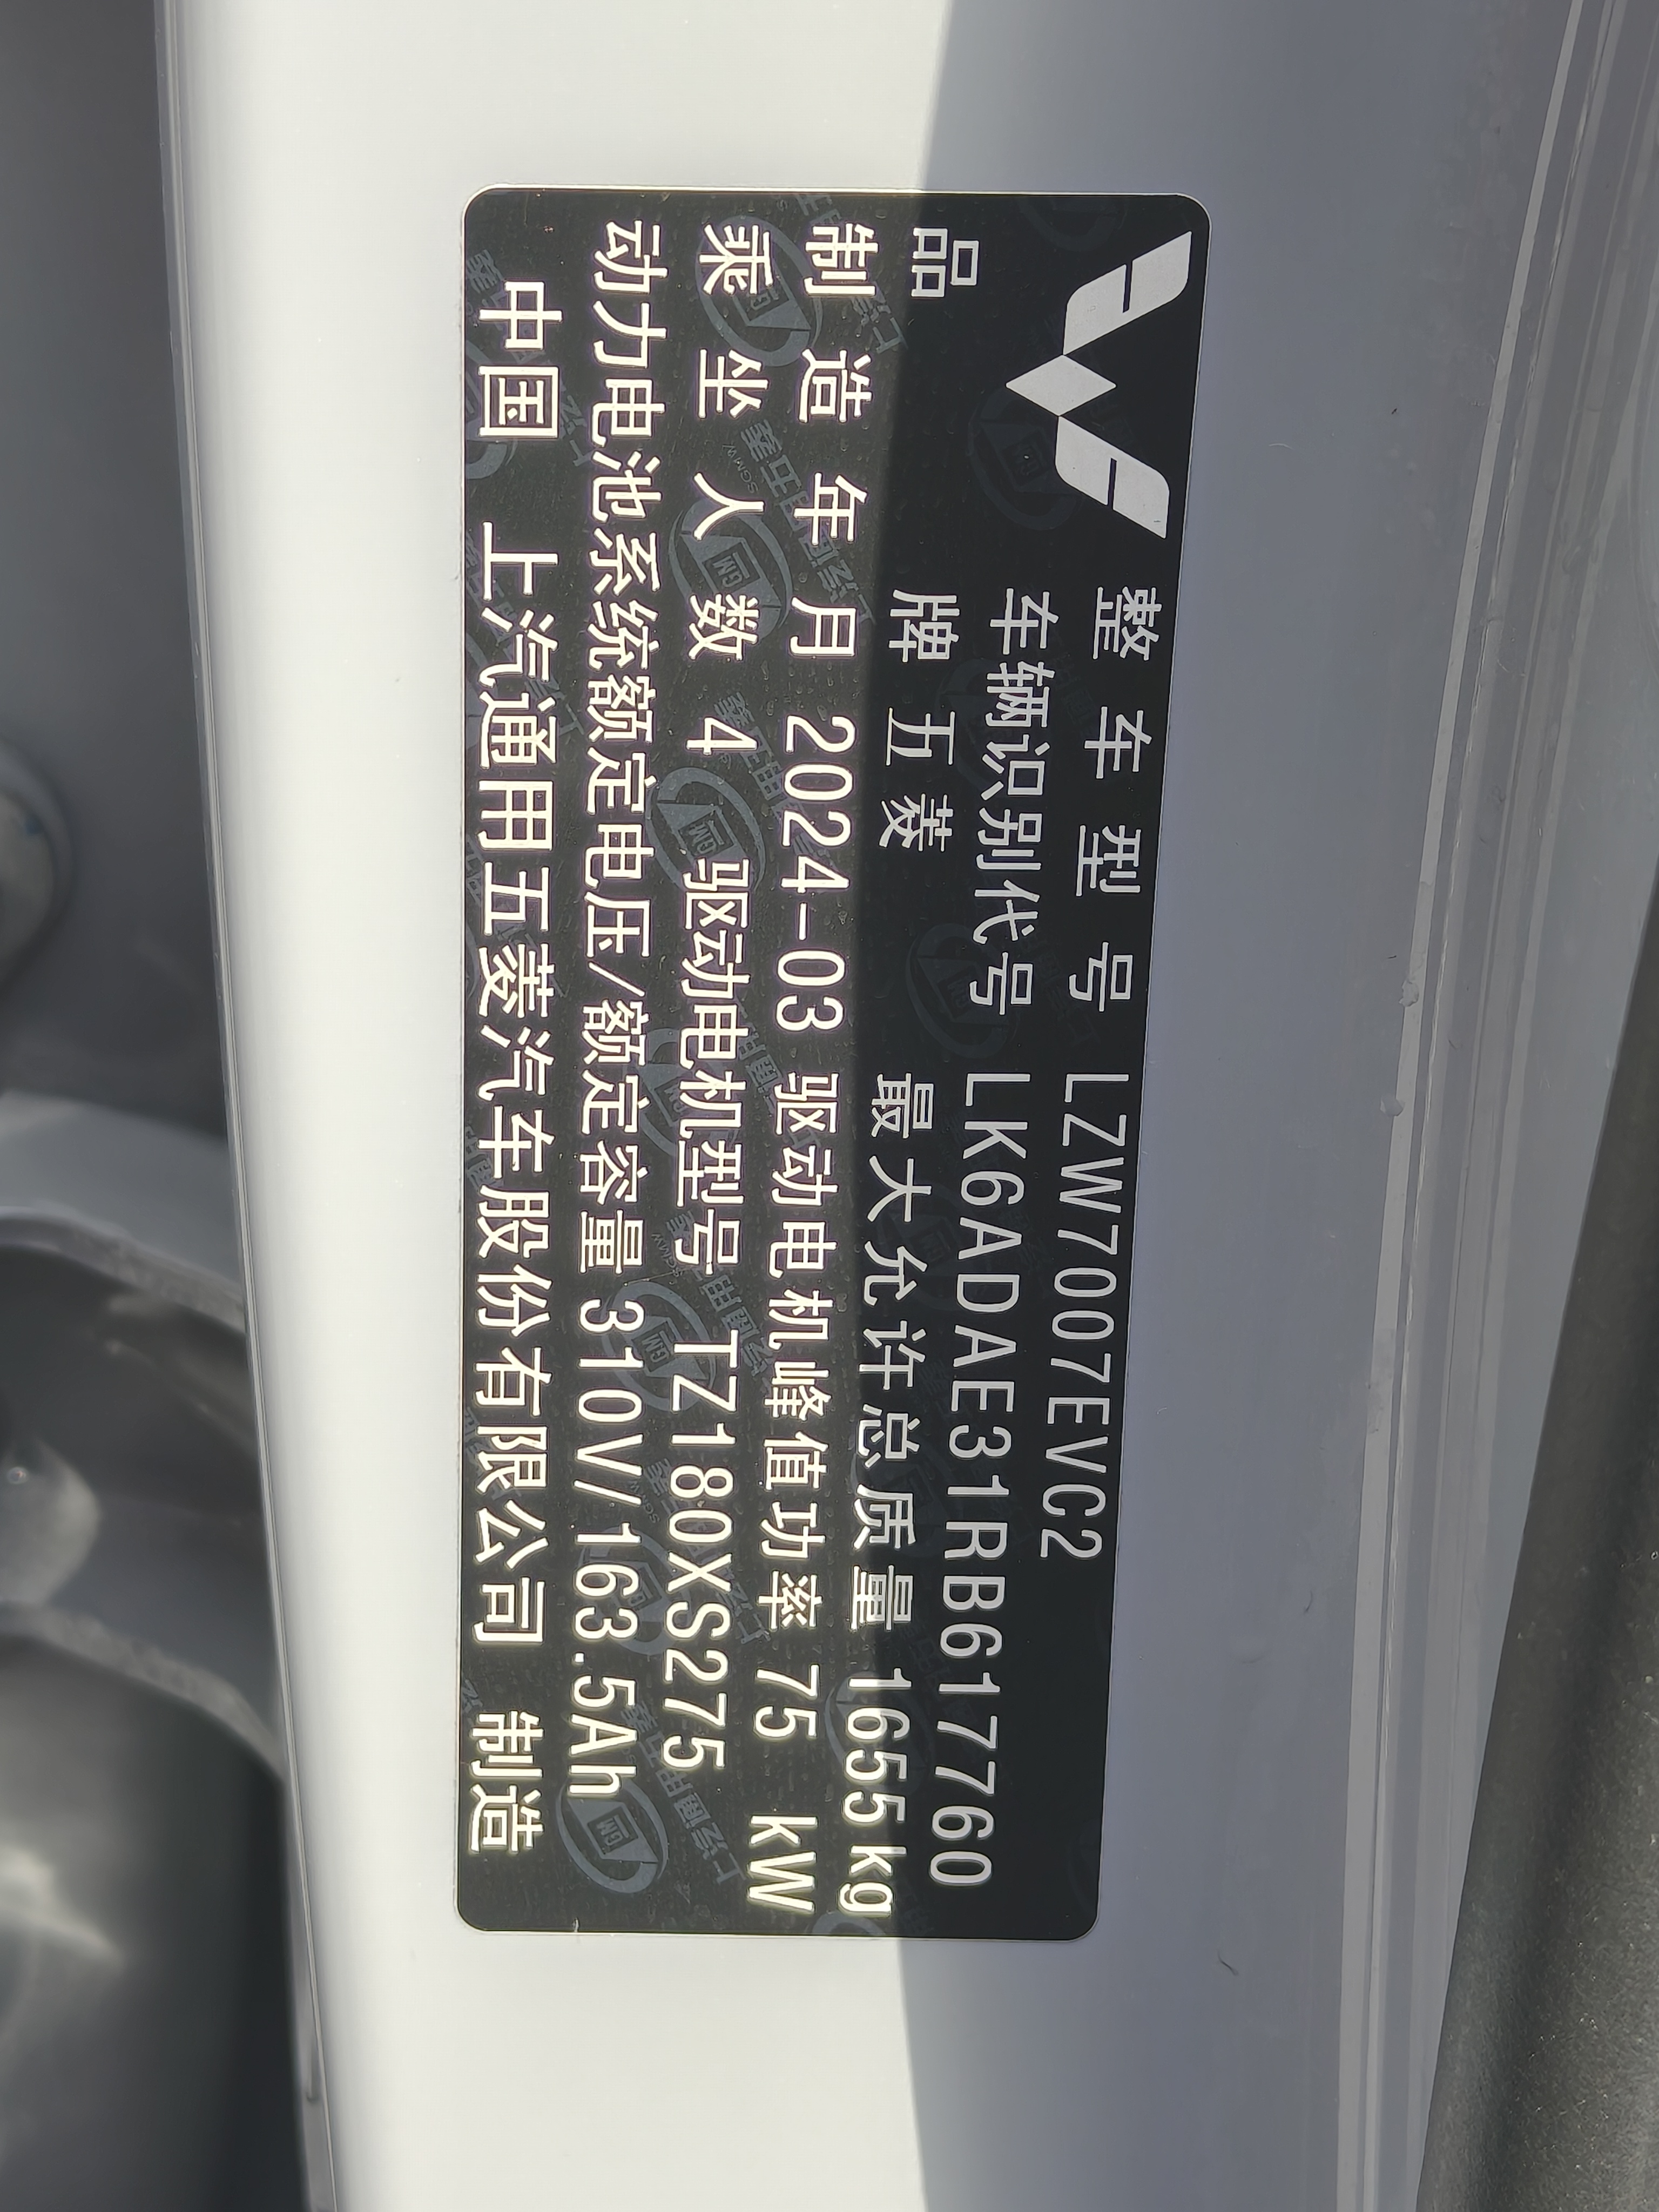 整车型号 LZW7007EVC2
车辆识别代号 LK6ADAE31RB617760
品牌 五菱 最大允许总质量 1655kg
制造年月 2024-03 驱动电机峰值功率 75 kW
乘坐人数 4 驱动电机型号 TZ180XS275
动力电池系统额定电压/额定容量 310V/163.5Ah
中国 上汽通用五菱汽车股份有限公司 制造